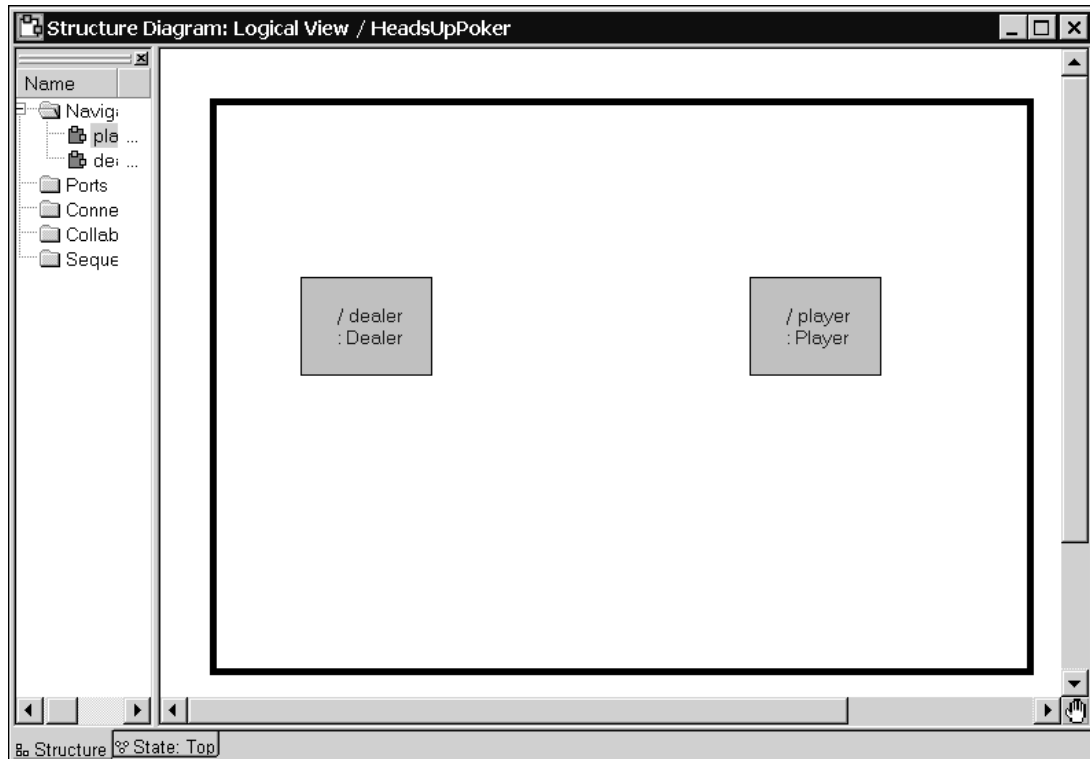 Structure Diagram: Logical View / HeadsUpPoker
Name
Naviga
pla ...
dea ...
Ports
Conne
Collab
Seque
/ dealer
: Dealer
/ player
: Player
Structure
State: Top